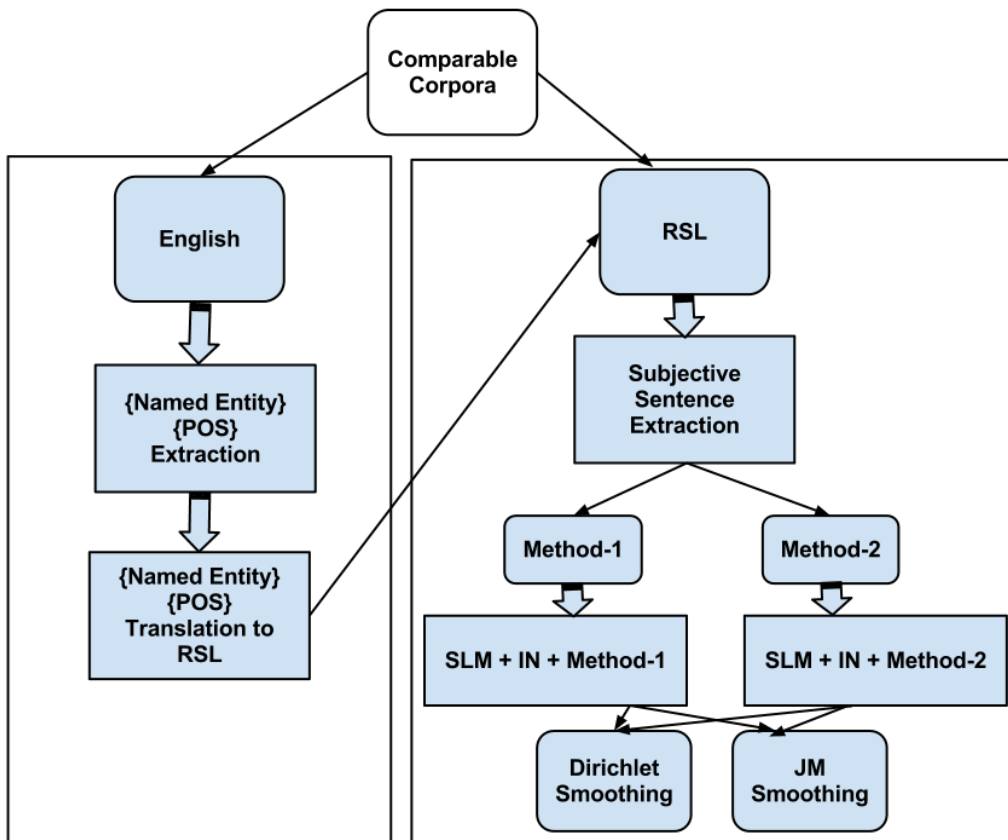 Comparable
Corpora
English
{Named Entity}
{POS}
Extraction
{Named Entity}
{POS}
Translation to
RSL
RSL
Subjective
Sentence
Extraction
Method-1
Method-2
SLM + IN + Method-1
SLM + IN + Method-2
Dirichlet
Smoothing
JM
Smoothing